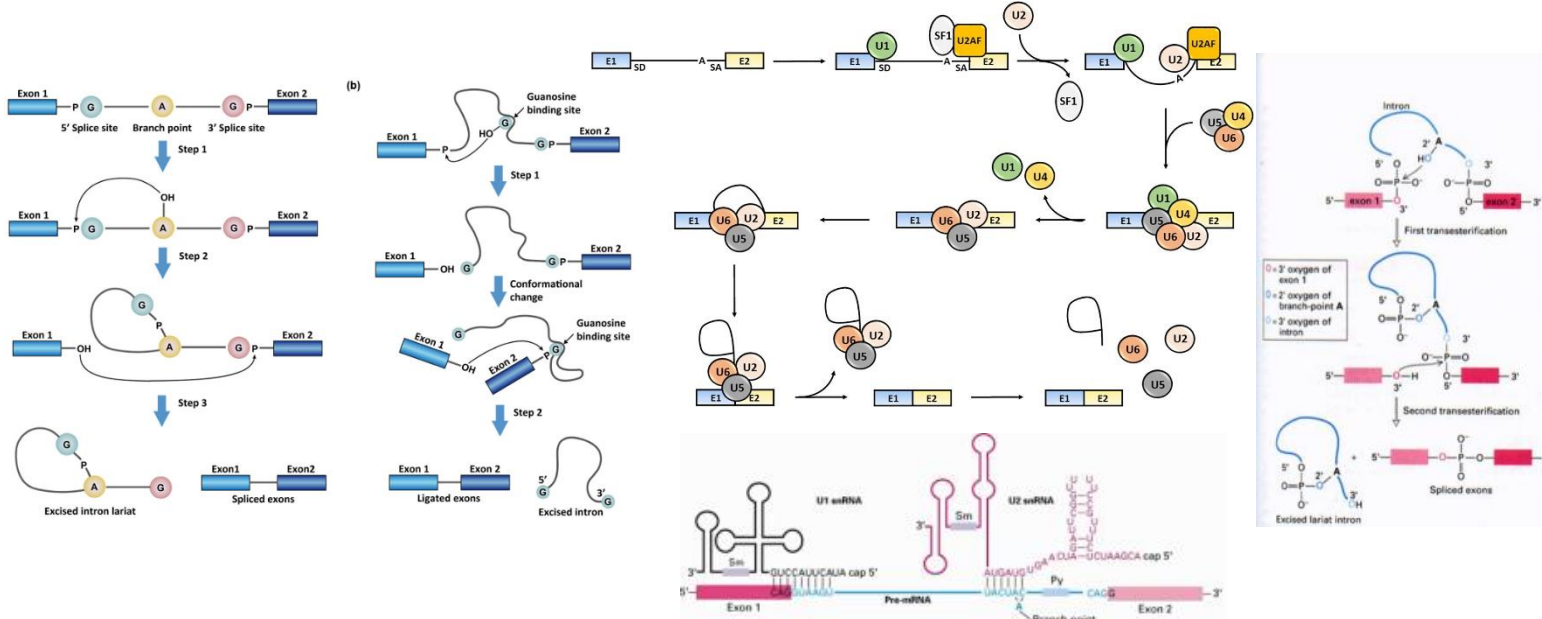 Exon 1
P G
A
G P
Exon 2
5' Splice site
Branch point
3' Splice site
Step 1
OH
Exon 1
P G
A
G P
Exon 2
Step 2
G
P
Exon 1
OH
A
G P
Exon 2
Step 3
G
P
A
G
Exon1
Exon2
Excised intron lariat
Spliced exons
(b)
Guanosine
binding site
G
HO
Exon 1
P
G P
Exon 2
Step 1
Exon 1
OH
G
G P
Exon 2
Conformational
change
G
Guanosine
binding site
Exon 1
OH
Exon 2
P G
Step 2
Exon 1
Exon 2
5'
G
3'
G
Ligated exons
Excised intron
E1
SD
A
SA
E2
U1
SF1
U2AF
E1
SD
A
SA
E2
U2
SF1
U1
U2AF
U2
E1
A
E2
U5
U4
U6
U1
U4
U1
E1
U5
U4
E2
U6
U2
E1
U6
U2
E2
U5
E1
U6
U2
E2
U5
U6
U2
U5
E1
E2
U6
U2
U5
E1
E2
U6
U2
U5
E1
E2
U1 snRNA
Sm
3'
GUCCAUUCAUA cap 5'
5'
CAGGUAAGU
Exon 1
Pre-mRNA
U2 snRNA
Sm
3'
UCUAAGCA cap 5'
AUGAUG
UACUAC
A
Py
CAGG
3'
Exon 2
Branch-point
Intron
A
2'
HO
5'
O
O=P—O⁻
3'
O
O=P—O⁻
O
5'
exon 1
O
3'
5'
exon 2
3'
First transesterification
O=3' oxygen of
exon 1
O=2' oxygen of
branch-point A
O=3' oxygen of
intron
5'
O
A
2'
O=P—O
O⁻
O
3'
⁻O—P=O
O
5'
O—H
3'
5'
3'
Second transesterification
5'
O
2'
A
O=P—O
O⁻
3'
OH
+
5'
O⁻
O—P—O
O
3'
Spliced exons
Excised lariat intron